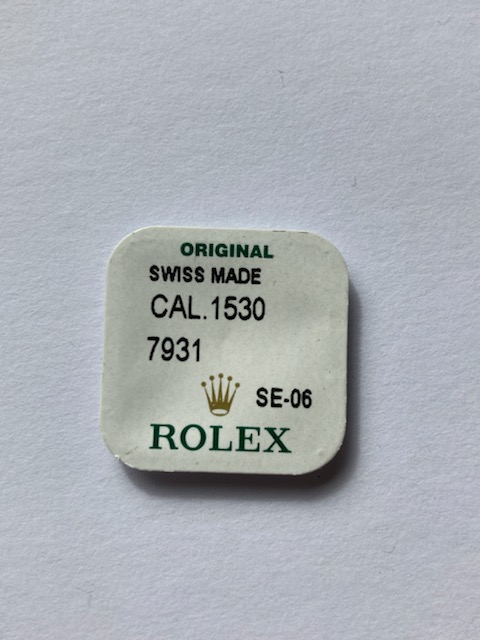 ORIGINAL
SWISS MADE
CAL.1530
7931
SE-06
ROLEX